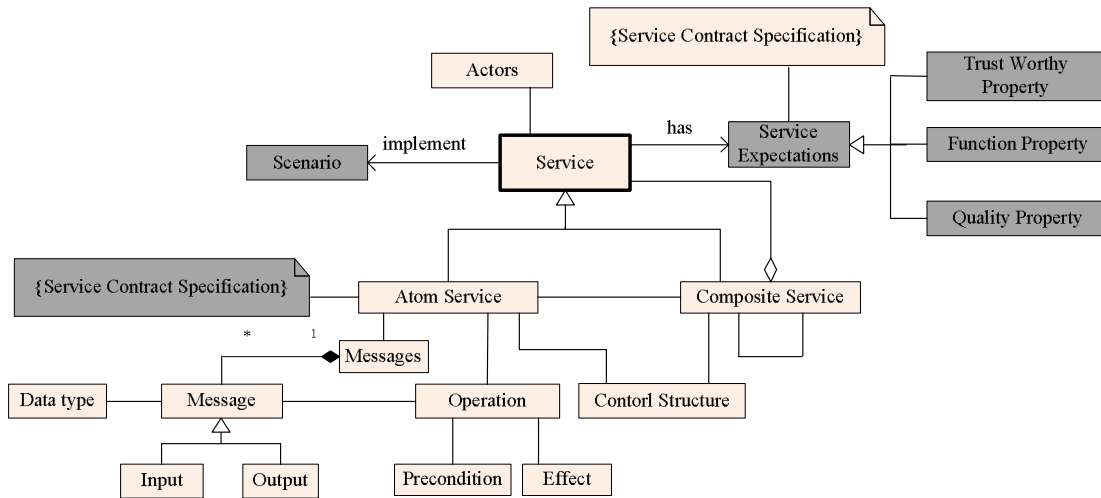 {Service Contract Specification}
Actors
Trust Worthy
Property
has
Service
Expectations
implement
Scenario
Service
Function Property
Quality Property
{Service Contract Specification}
Atom Service
Composite Service
*
1
Messages
Data type
Message
Operation
Contorl Structure
Input
Output
Precondition
Effect